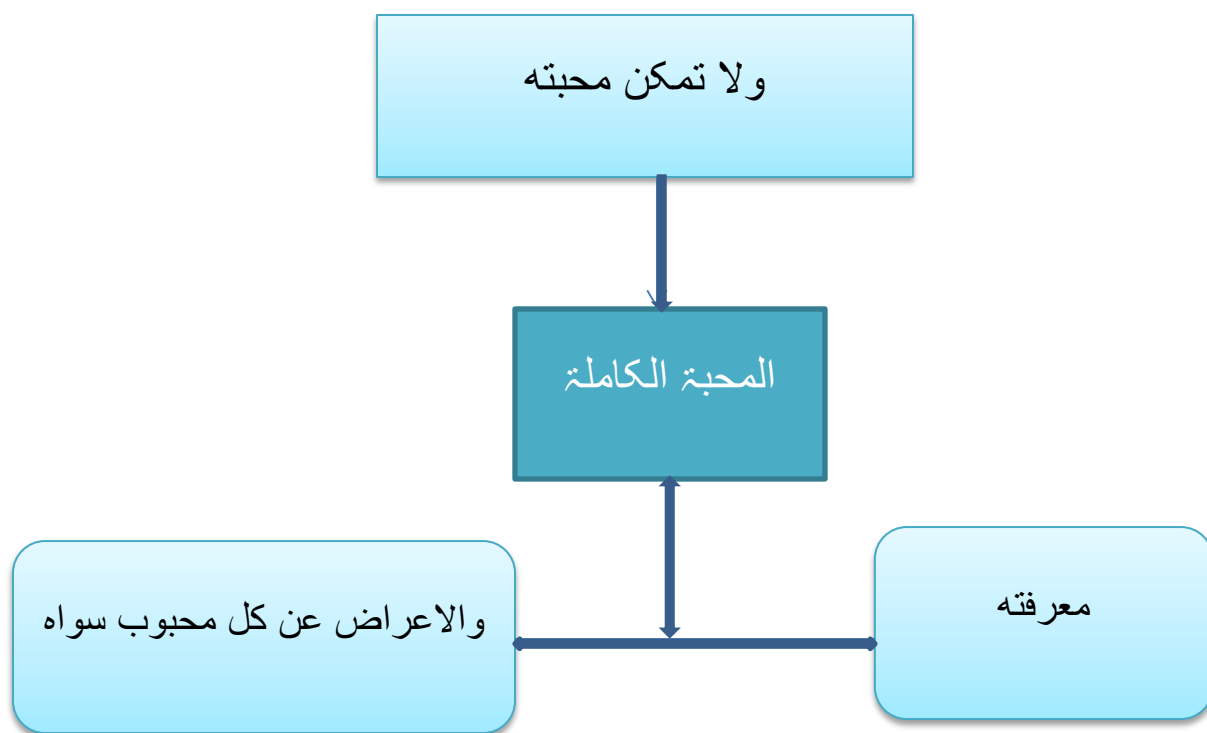 ولا تمكن محبته
المحبة الكاملة
معرفته
والاعراض عن كل محبوب سواه